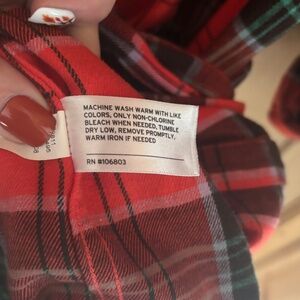 MACHINE WASH WARM WITH LIKE
COLORS, ONLY NON-CHLORINE
BLEACH WHEN NEEDED, TUMBLE
DRY LOW, REMOVE PROMPTLY,
WARM IRON IF NEEDED
RN #106803